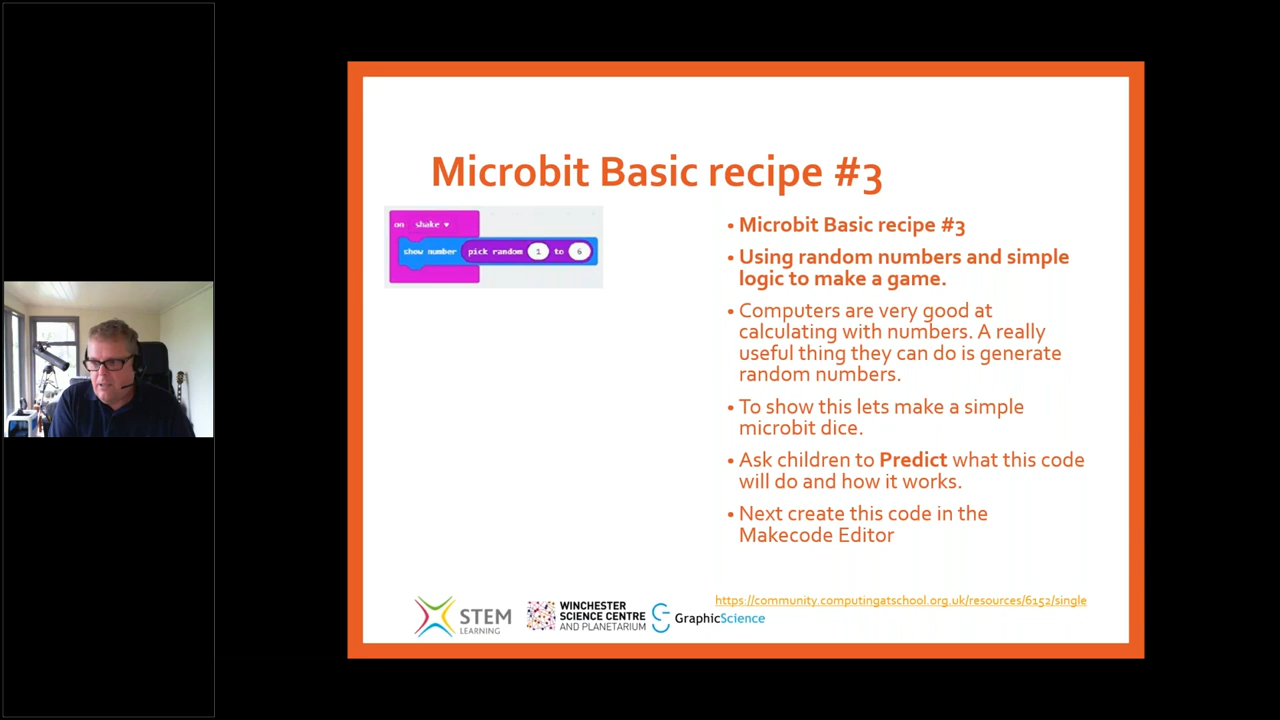 Microbit Basic recipe #3
on shake
show number pick random 1 to 6
• Microbit Basic recipe #3
• Using random numbers and simple
logic to make a game.
• Computers are very good at
calculating with numbers. A really
useful thing they can do is generate
random numbers.
• To show this lets make a simple
microbit dice.
• Ask children to Predict what this code
will do and how it works.
• Next create this code in the
Makecode Editor
https://community.computingatschool.org.uk/resources/6152/single
STEM
LEARNING
WINCHESTER
SCIENCE CENTRE
AND PLANETARIUM
GraphicScience